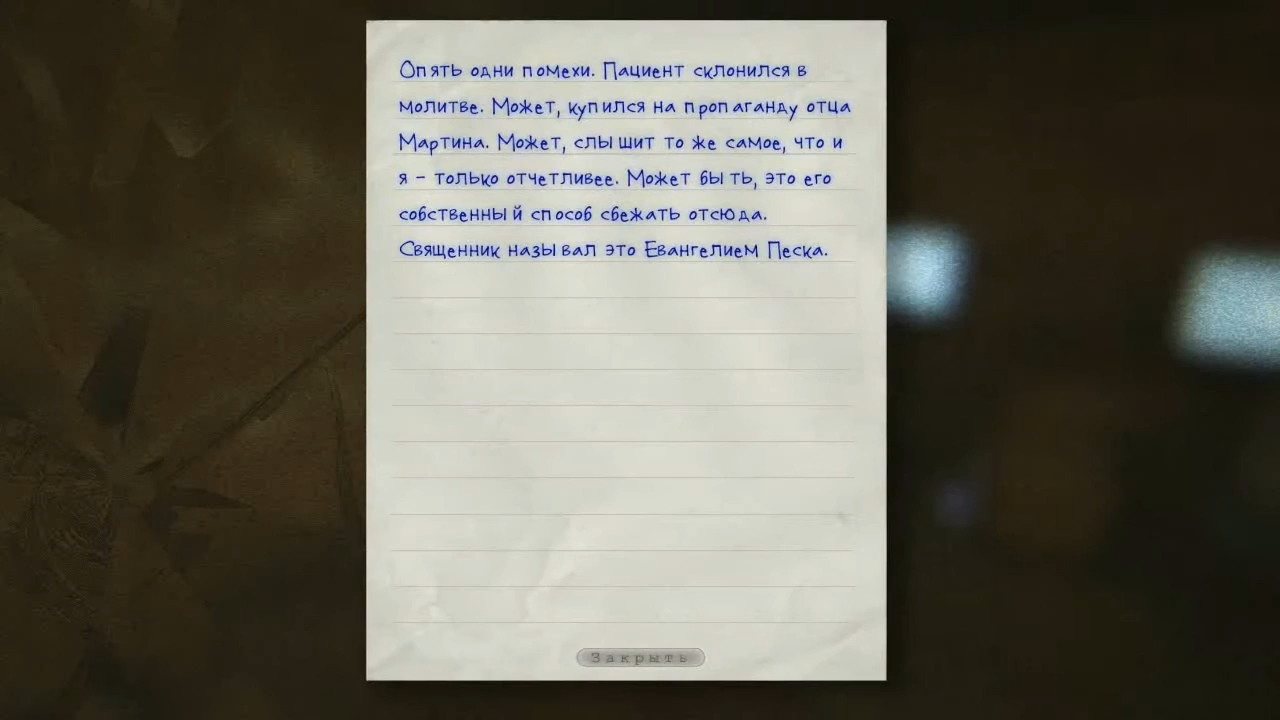 Опять одни помехи. Пациент склонился в
молитве. Может, купился на пропаганду отца
Мартина. Может, слышит то же самое, что и
я - только отчетливее. Может быть, это его
собственный способ сбежать отсюда.
Священник называл это Евангелием Песка.
Закрыть